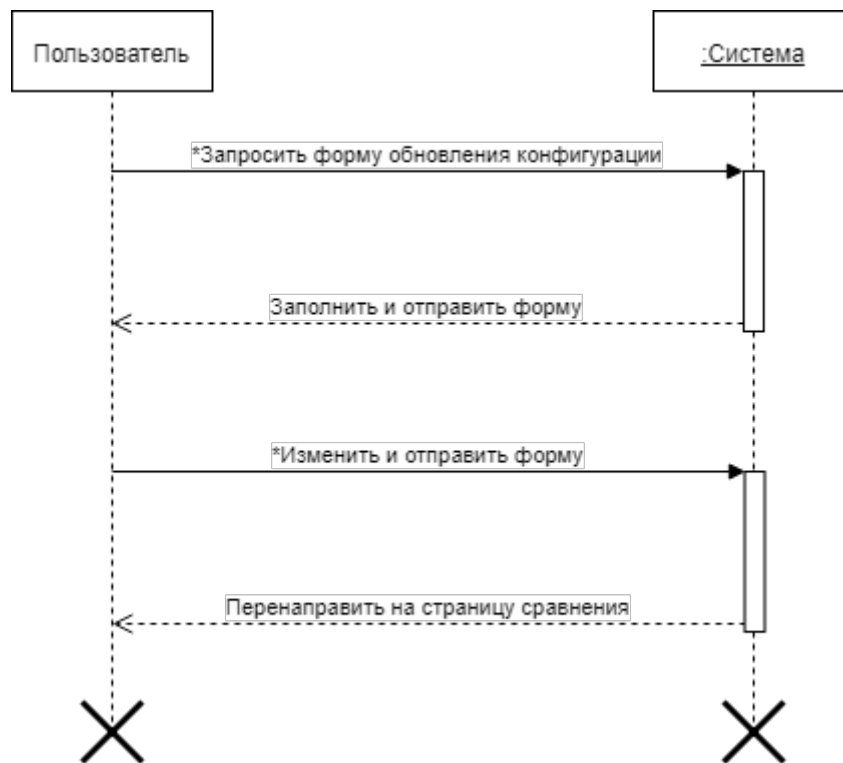 Пользователь
:Система
*Запросить форму обновления конфигурации
Заполнить и отправить форму
*Изменить и отправить форму
Перенаправить на страницу сравнения